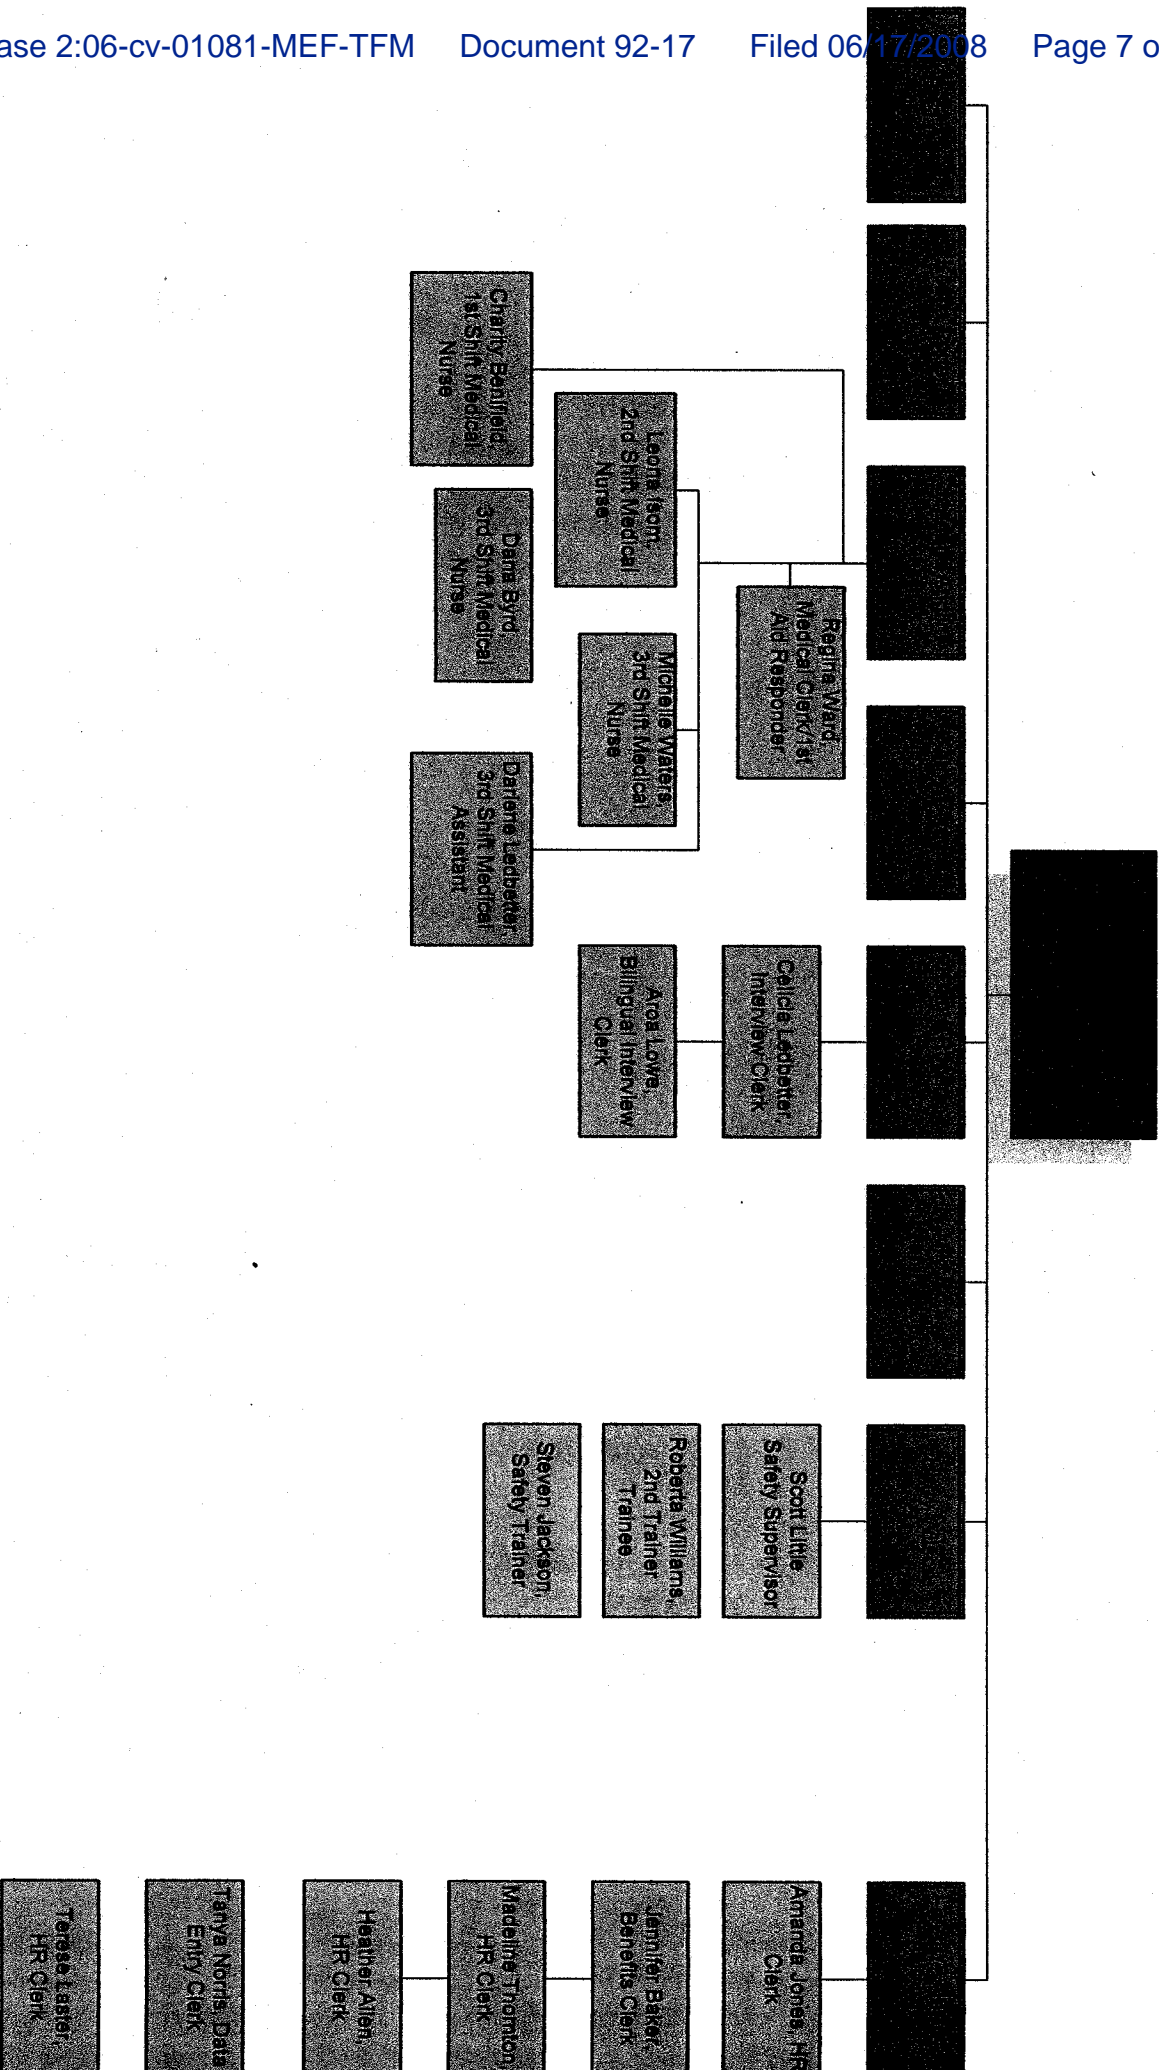 ase 2:06-cv-01081-MEF-TFM Document 92-17 Filed 06/17/2008 Page 7 o
Regina Ward,
Medical Clerk/1st
Aid Responder
Leona Isom,
2nd Shift Medical
Nurse
Michelle Waters
3rd Shift Medical
Nurse
Charity Benifield,
1st Shift Medical
Nurse
Dana Byrd,
3rd Shift Medical
Nurse
Darlene Ledbetter,
3rd Shift Medical
Assistant
Celicia Ledbetter,
Interview Clerk
Aroa Lowe,
Bilingual Interview
Clerk
Scott Little
Safety Supervisor
Roberta Williams,
2nd Trainer
Trainee
Steven Jackson,
Safety Trainer
Amanda Jones, HR
Clerk
Jennifer Baker,
Benefits Clerk
Madeline Thornton,
HR Clerk
Heather Allen,
HR Clerk
Tanya Norris, Data
Entry Clerk
Terese Laster,
HR Clerk